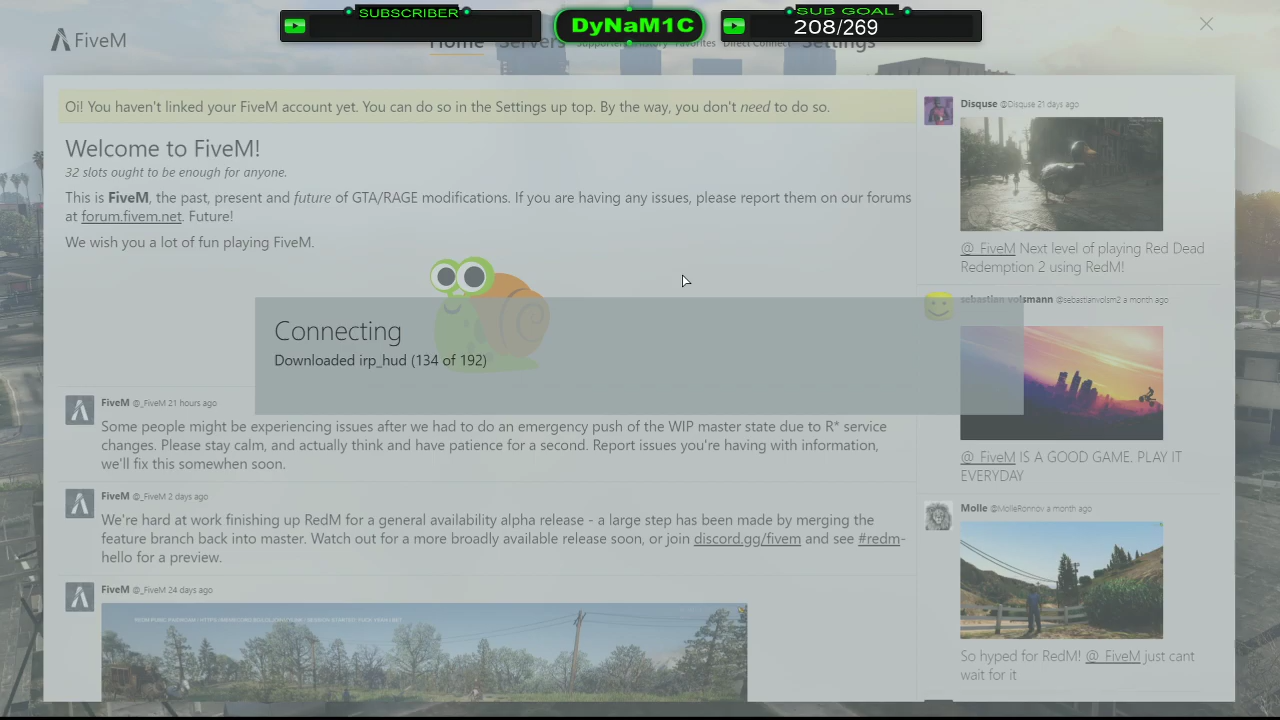 SUBSCRIBER
DyNaM1C
SUB GOAL
208/269
FiveM
Home
Servers
Favorites
Direct Connect
Settings
Oi! You haven't linked your FiveM account yet. You can do so in the Settings up top. By the way, you don't need to do so.
Welcome to FiveM!
32 slots ought to be enough for anyone.
This is FiveM, the past, present and future of GTA/RAGE modifications. If you are having any issues, please report them on our forums
at forum.fivem.net. Future!
We wish you a lot of fun playing FiveM.
Connecting
Downloaded irp_hud (134 of 192)
FiveM @_FiveM 21 hours ago
Some people might be experiencing issues after we had to do an emergency push of the WIP master state due to R* service
changes. Please stay calm, and actually think and have patience for a second. Report issues you're having with information,
we'll fix this somewhen soon.
FiveM @_FiveM 2 days ago
We're hard at work finishing up RedM for a general availability alpha release - a large step has been made by merging the
feature branch back into master. Watch out for a more broadly available release soon, or join discord.gg/fivem and see #redm-
hello for a preview.
FiveM @_FiveM 24 days ago
Disquse @Disquse 21 days ago
@_FiveM Next level of playing Red Dead
Redemption 2 using RedM!
sebastian volsmann @sebastianvolsm2 a month ago
@_FiveM IS A GOOD GAME. PLAY IT
EVERYDAY
Molle @MolleRonnov a month ago
So hyped for RedM! @_FiveM just cant
wait for it